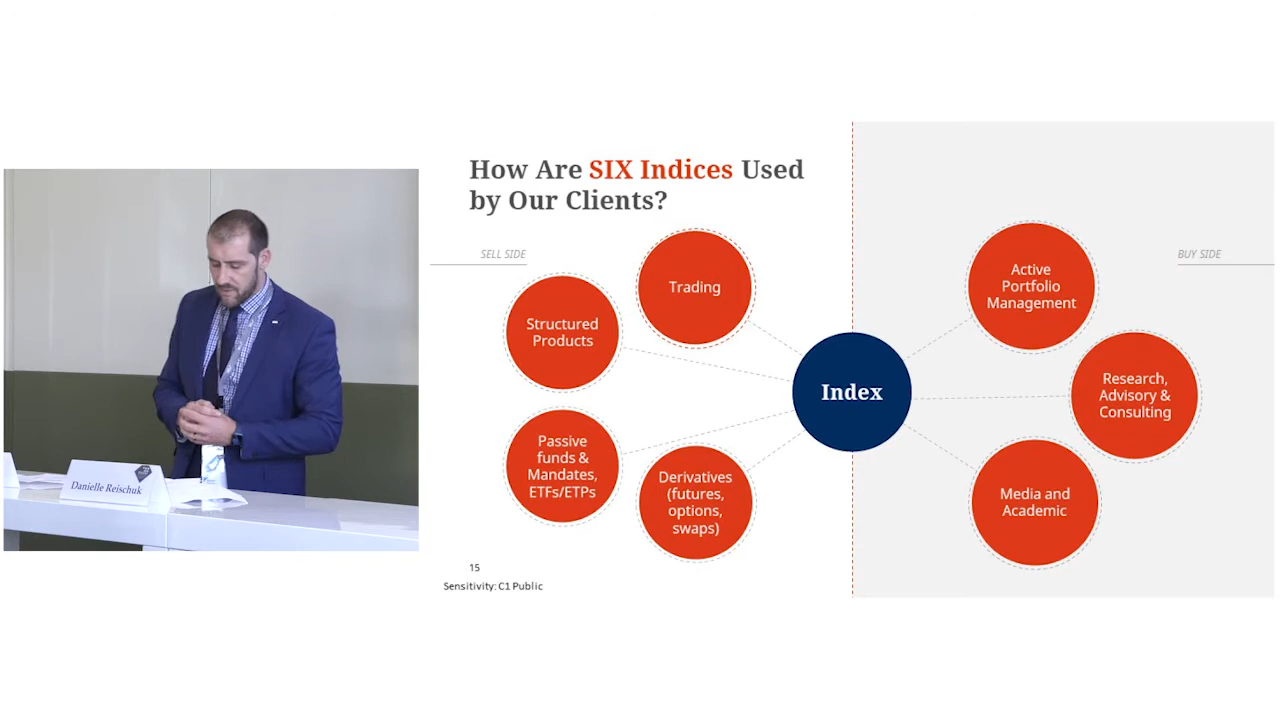 How Are SIX Indices Used
by Our Clients?
SELL SIDE
BUY SIDE
Trading
Structured
Products
Passive
funds &
Mandates,
ETFs/ETPs
Derivatives
(futures,
options,
swaps)
Index
Active
Portfolio
Management
Research,
Advisory &
Consulting
Media and
Academic
15
Sensitivity: C1 Public
Danielle Reischuk